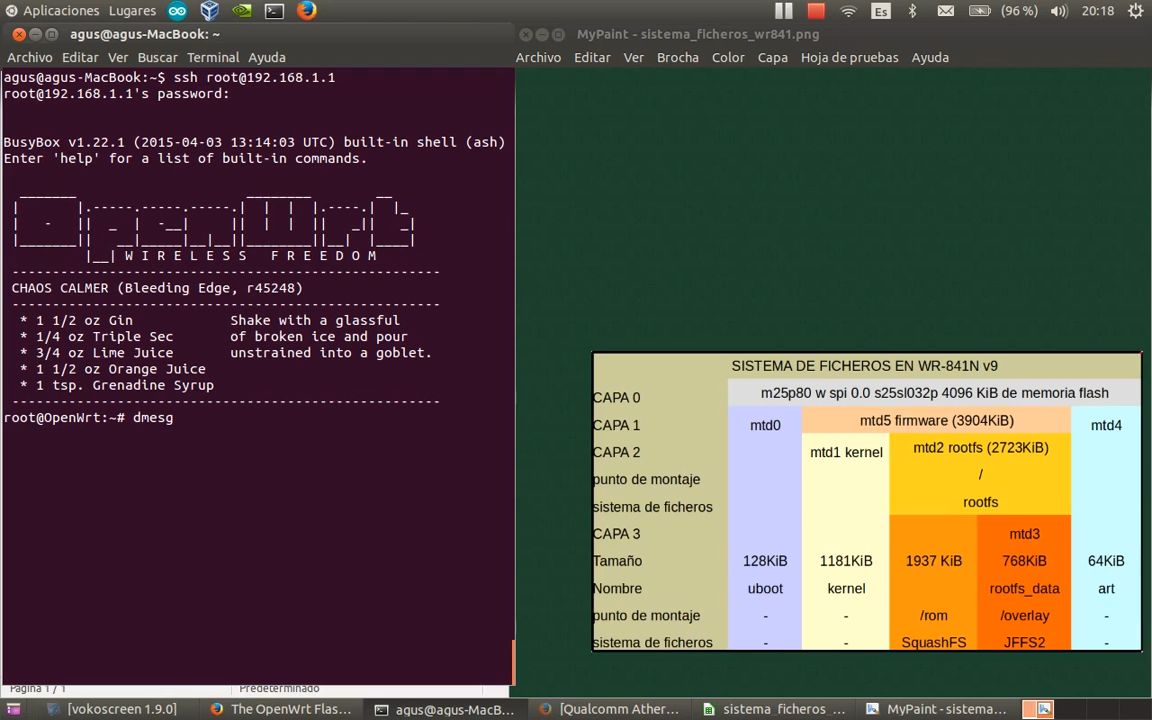 Aplicaciones Lugares Es (96 %) 20:18
agus@agus-MacBook: ~
Archivo Editar Ver Buscar Terminal Ayuda
agus@agus-MacBook:~$ ssh root@192.168.1.1
root@192.168.1.1's password:
BusyBox v1.22.1 (2015-04-03 13:14:03 UTC) built-in shell (ash)
Enter 'help' for a list of built-in commands.
OpenWrt
W I R E L E S S   F R E E D O M
CHAOS CALMER (Bleeding Edge, r45248)
* 1 1/2 oz Gin Shake with a glassful
* 1/4 oz Triple Sec of broken ice and pour
* 3/4 oz Lime Juice unstrained into a goblet.
* 1 1/2 oz Orange Juice
* 1 tsp. Grenadine Syrup
root@OpenWrt:~# dmesg
Página 1 / 1 Predeterminado
MyPaint - sistema_ficheros_wr841.png
Archivo Editar Ver Brocha Color Capa Hoja de pruebas Ayuda
SISTEMA DE FICHEROS EN WR-841N v9
CAPA 0 m25p80 w spi 0.0 s25sl032p 4096 KiB de memoria flash
CAPA 1 mtd0 mtd5 firmware (3904KiB) mtd4
CAPA 2 mtd1 kernel mtd2 rootfs (2723KiB)
punto de montaje /
sistema de ficheros rootfs
CAPA 3 mtd3
Tamaño 128KiB 1181KiB 1937 KiB 768KiB 64KiB
Nombre uboot kernel rootfs_data art
punto de montaje - - /rom /overlay -
sistema de ficheros - - SquashFS JFFS2 -
[vokoscreen 1.9.0] The OpenWrt Flas... agus@agus-MacB... [Qualcomm Ather... sistema_ficheros_... MyPaint - sistema...